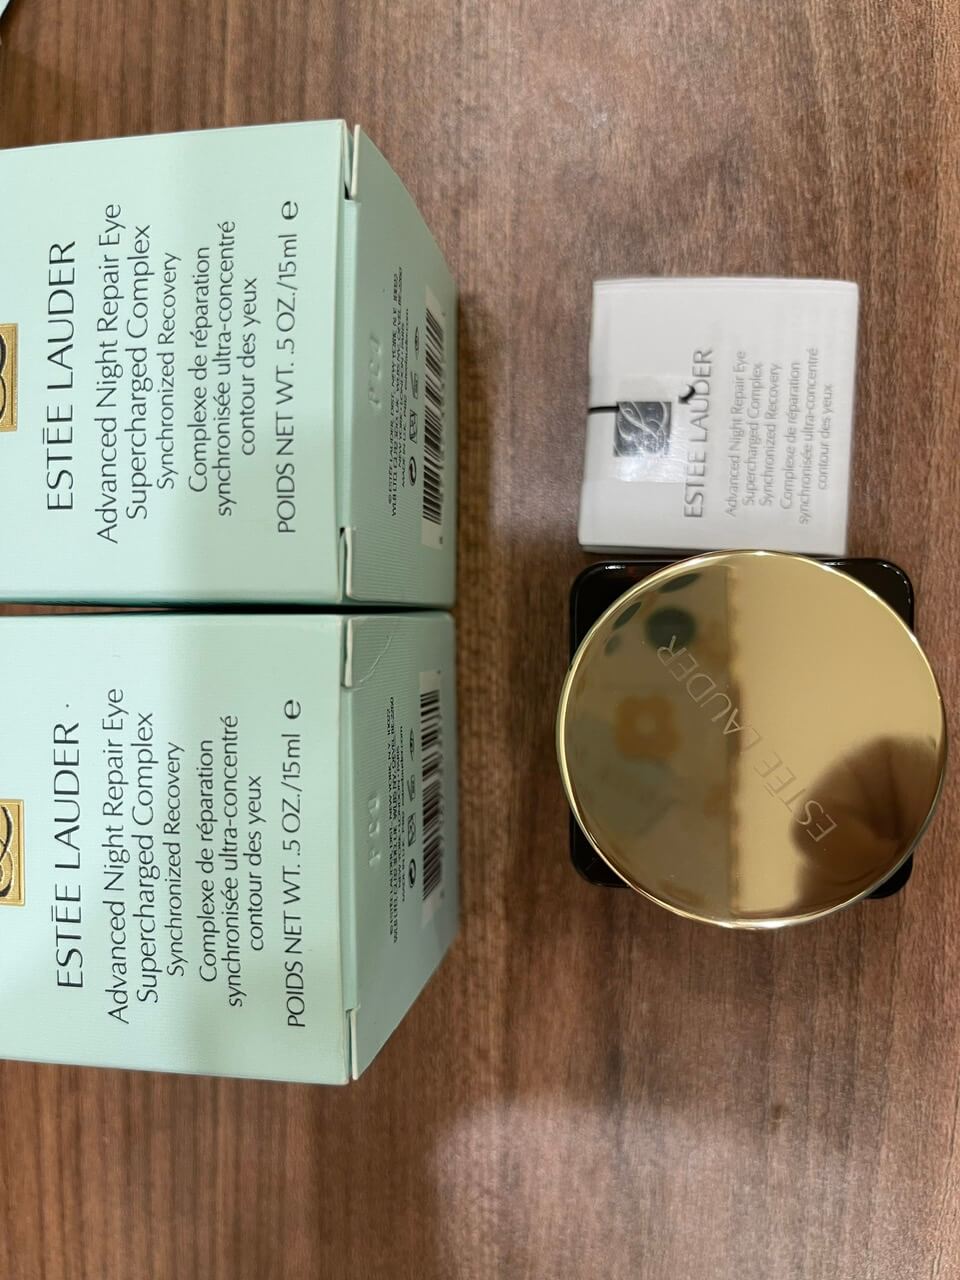 ESTĒE LAUDER
Advanced Night Repair Eye
Supercharged Complex
Synchronized Recovery
Complexe de réparation
synchronisée ultra-concentré
contour des yeux
POIDS NET WT. .5 OZ./15ml e
ESTĒE LAUDER
Advanced Night Repair Eye
Supercharged Complex
Synchronized Recovery
Complexe de réparation
synchronisée ultra-concentré
contour des yeux
POIDS NET WT. .5 OZ./15ml e
ESTĒE LAUDER
Advanced Night Repair Eye
Supercharged Complex
Synchronized Recovery
Complexe de réparation
synchronisée ultra-concentré
contour des yeux
ESTĒE LAUDER